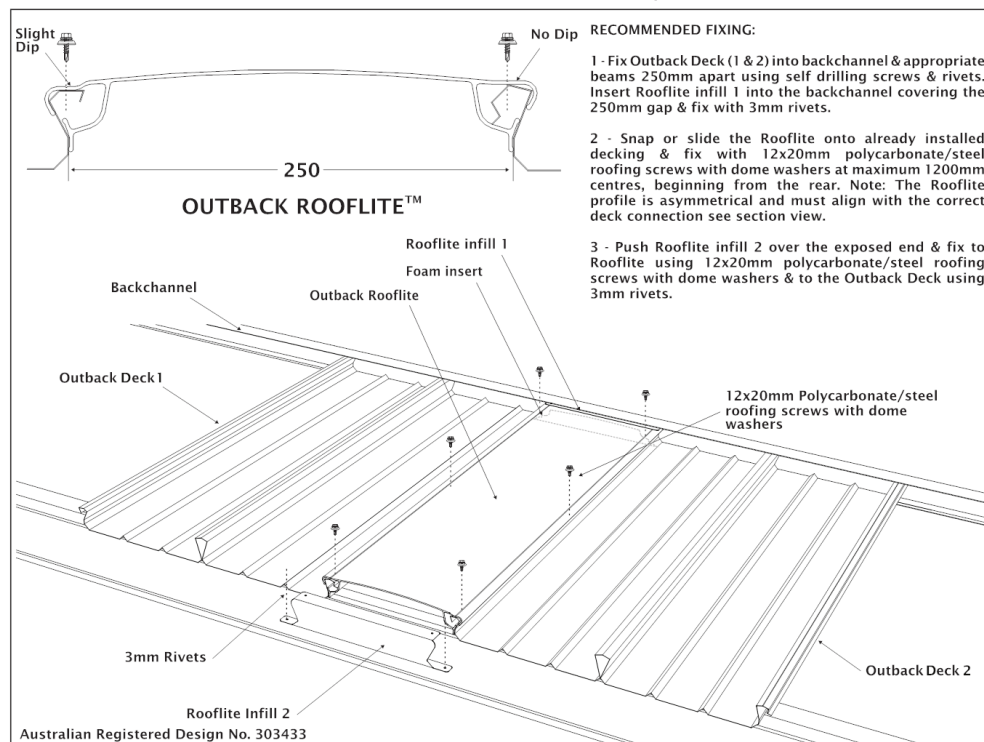 Slight
Dip
No Dip
250
OUTBACK ROOFLITE™
RECOMMENDED FIXING:
1 - Fix Outback Deck (1 & 2) into backchannel & appropriate
beams 250mm apart using self drilling screws & rivets.
Insert Rooflite infill 1 into the backchannel covering the
250mm gap & fix with 3mm rivets.
2 - Snap or slide the Rooflite onto already installed
decking & fix with 12x20mm polycarbonate/steel
roofing screws with dome washers at maximum 1200mm
centres, beginning from the rear. Note: The Rooflite
profile is asymmetrical and must align with the correct
deck connection see section view.
3 - Push Rooflite infill 2 over the exposed end & fix to
Rooflite using 12x20mm polycarbonate/steel roofing
screws with dome washers & to the Outback Deck using
3mm rivets.
Rooflite infill 1
Foam insert
Outback Rooflite
Backchannel
Outback Deck1
12x20mm Polycarbonate/steel
roofing screws with dome
washers
3mm Rivets
Outback Deck 2
Rooflite Infill 2
Australian Registered Design No. 303433